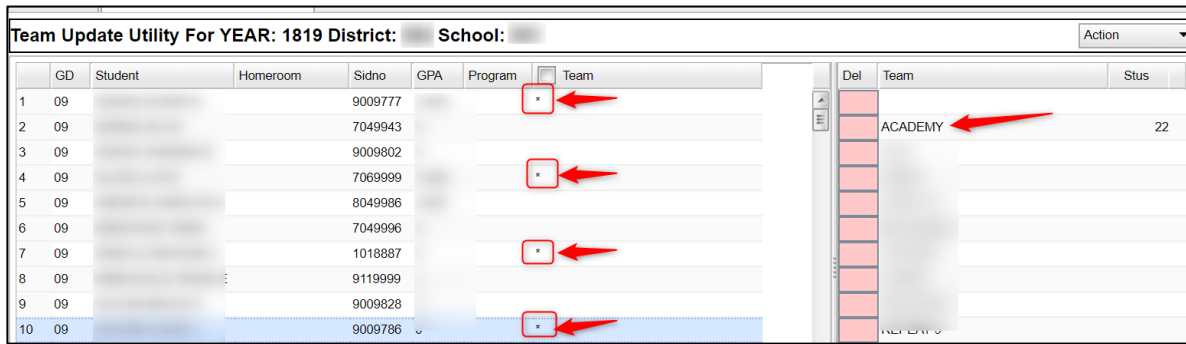 Team Update Utility For YEAR: 1819 District: School:
Action
GD Student Homeroom Sidno GPA Program Team
Del Team Stus
1 09 9009777 *
2 09 7049943
ACADEMY 22
3 09 9009802
4 09 7069999 *
5 09 8049986
6 09 7049996
7 09 1018887 *
8 09 9119999
9 09 9009828
10 09 9009786 *